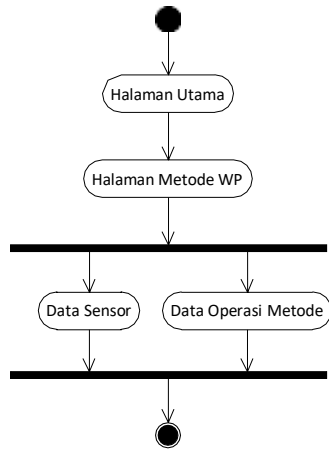 Halaman Utama
Halaman Metode WP
Data Sensor
Data Operasi Metode